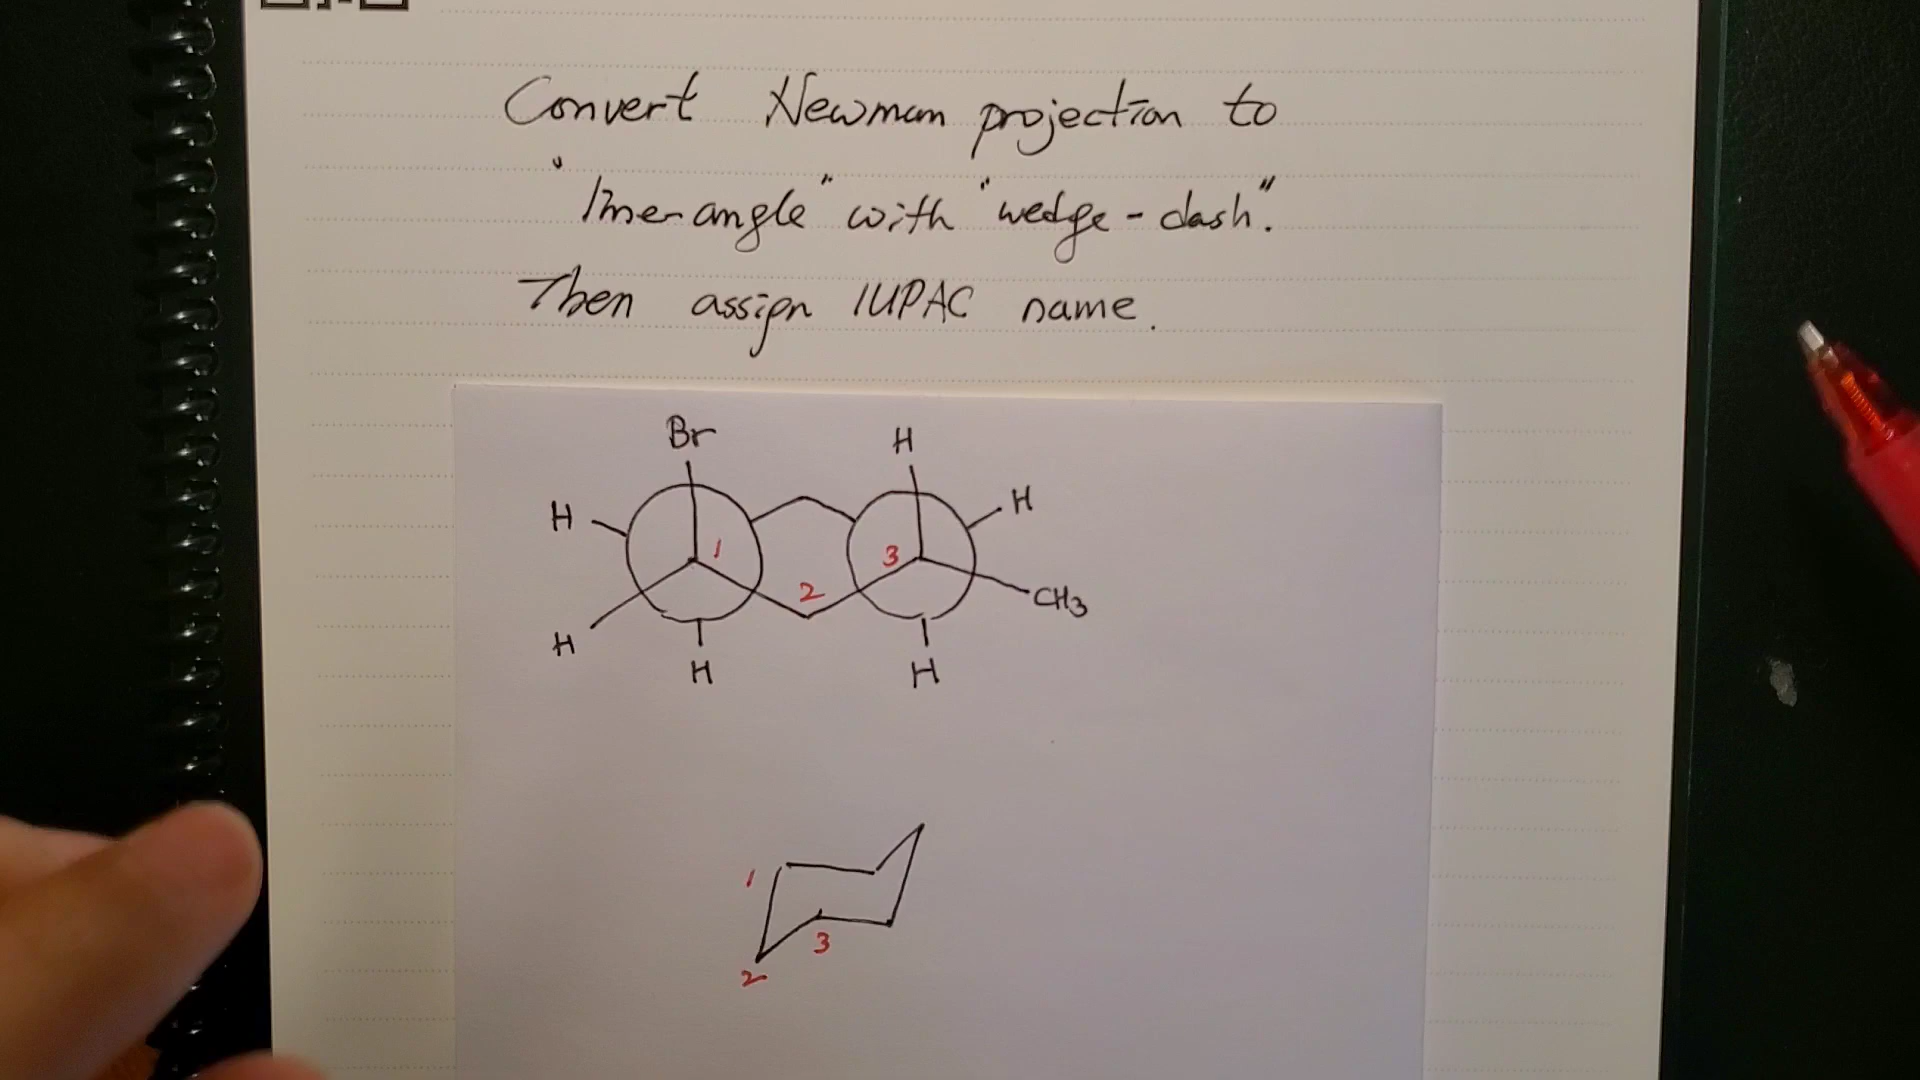 Convert Newman projection to
"line-angle" with "wedge-dash".
Then assign IUPAC name.
Br
H
H
H
1
3
2
CH3
H
H
H
1
3
2